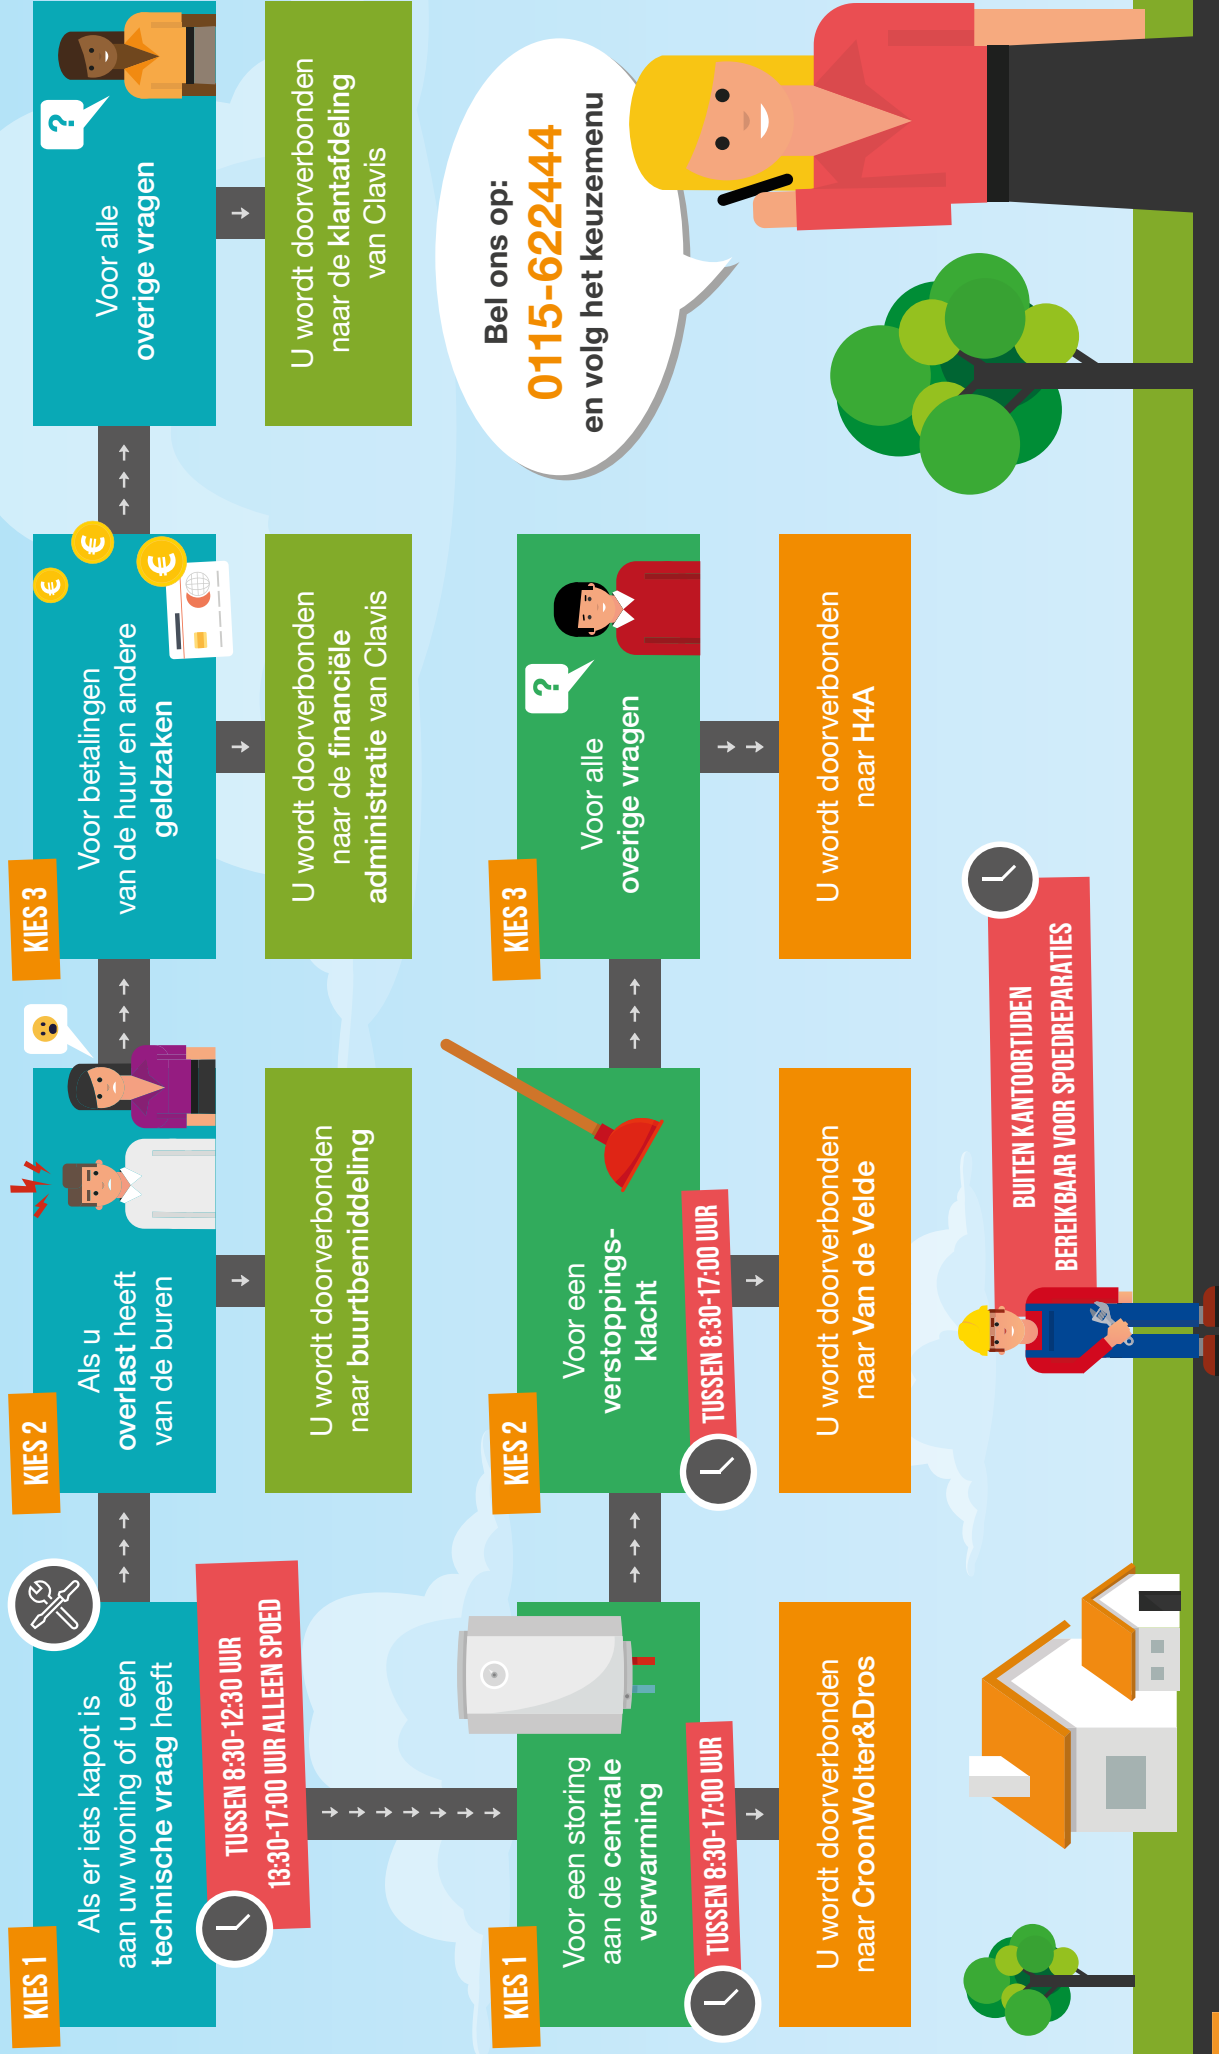 KIES 1
Als er iets kapot is
aan uw woning of u een
technische vraag heeft
TUSSEN 8:30-12:30 UUR
13:30-17:00 UUR ALLEEN SPOED
KIES 2
Als u
overlast heeft
van de buren
U wordt doorverbonden
naar buurtbemiddeling
KIES 3
Voor betalingen
van de huur en andere
geldzaken
U wordt doorverbonden
naar de financiële
administratie van Clavis
Voor alle
overige vragen
?
U wordt doorverbonden
naar de klantafdeling
van Clavis
KIES 1
Voor een storing
aan de centrale
verwarming
TUSSEN 8:30-17:00 UUR
U wordt doorverbonden
naar CroonWolter&Dros
KIES 2
Voor een
verstoppings-
klacht
TUSSEN 8:30-17:00 UUR
U wordt doorverbonden
naar Van de Velde
KIES 3
Voor alle
overige vragen
?
U wordt doorverbonden
naar H4A
Bel ons op:
0115-622444
en volg het keuzemenu
BUITEN KANTOORTIJDEN
BEREIKBAAR VOOR SPOEDREPARATIES